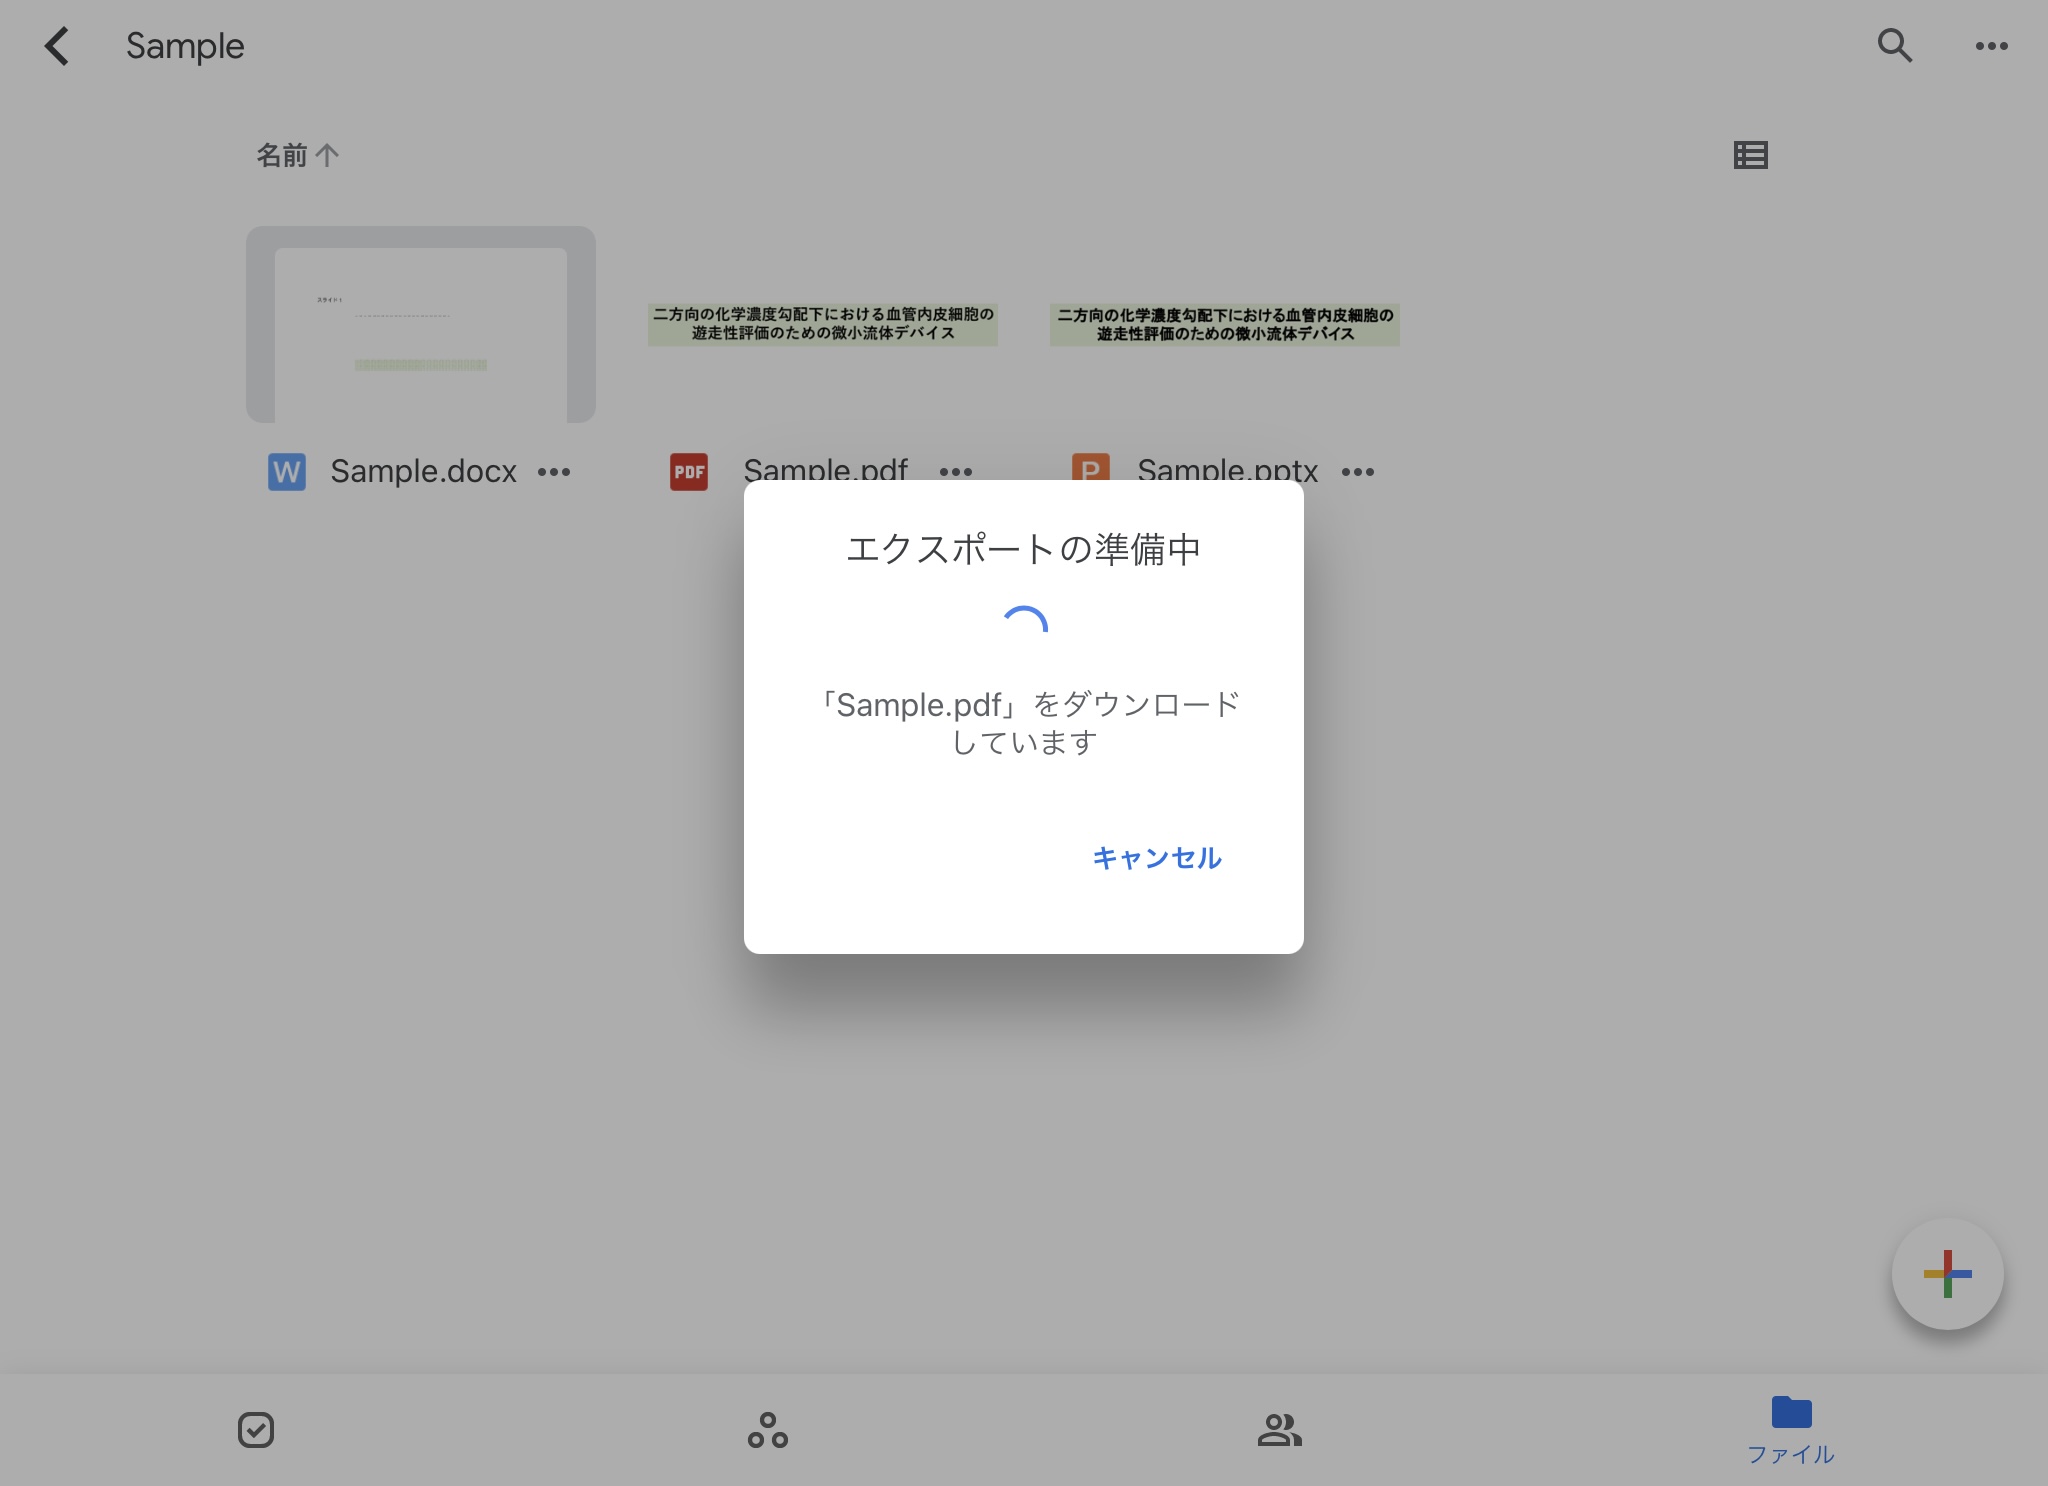 Sample
名前
スライド 1
二方向の化学濃度勾配下における血管内皮細胞の
遊走性評価のための微小流体デバイス
二方向の化学濃度勾配下における血管内皮細胞の
遊走性評価のための微小流体デバイス
W
Sample.docx
PDF
Sample.pdf
P
Sample.pptx
エクスポートの準備中
「Sample.pdf」をダウンロード
しています
キャンセル
ファイル